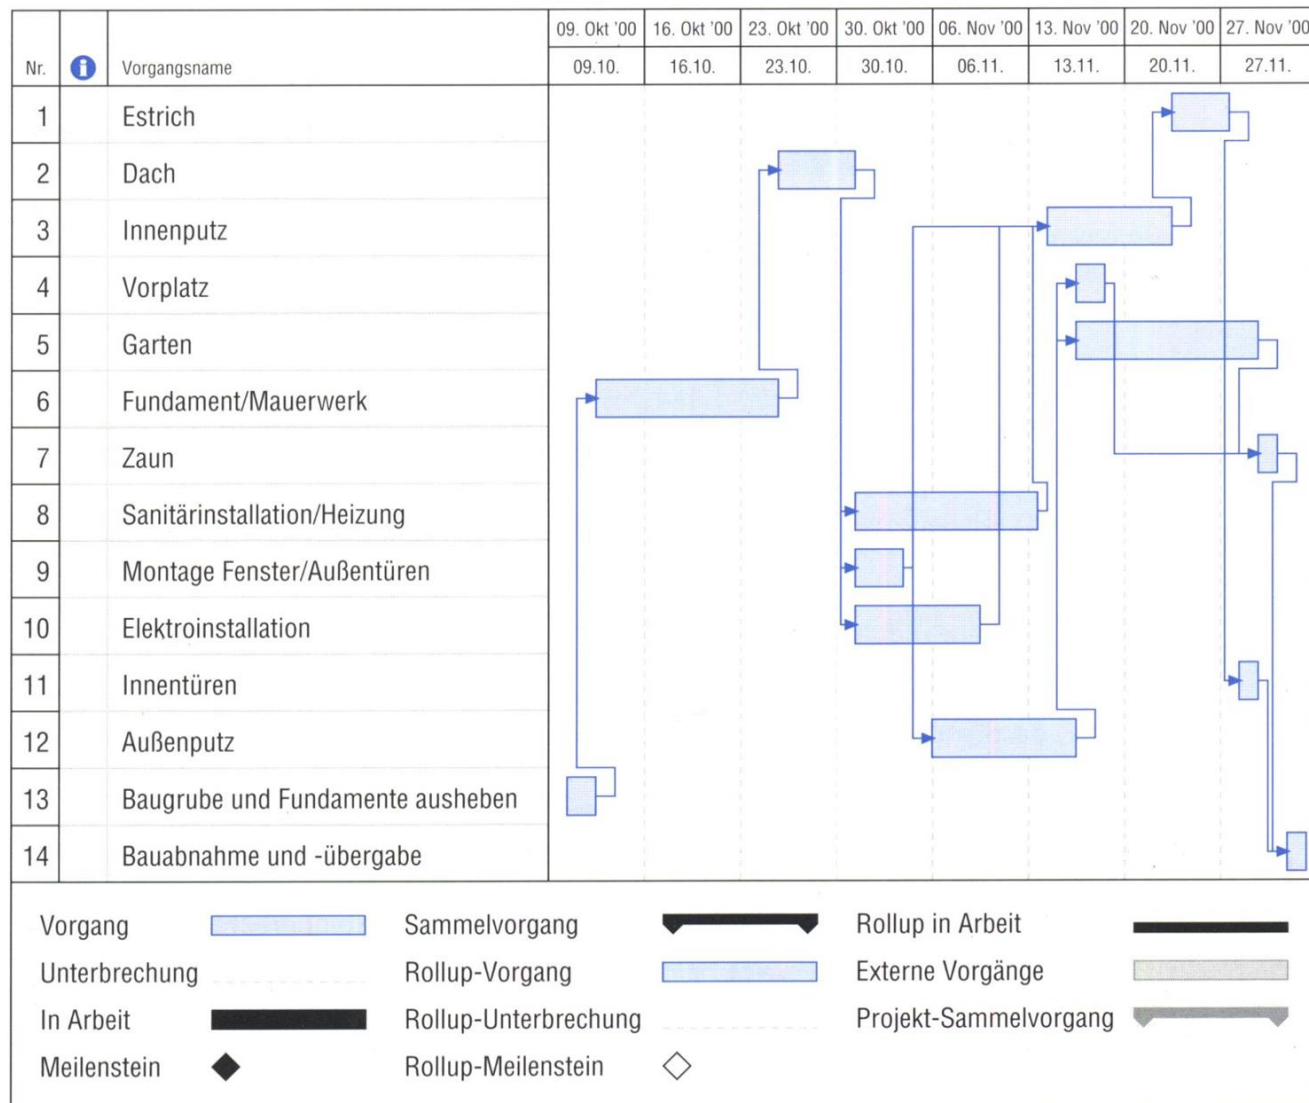 09. Okt '00 16. Okt '00 23. Okt '00 30. Okt '00 06. Nov '00 13. Nov '00 20. Nov '00 27. Nov '00
Nr. i Vorgangsname 09.10. 16.10. 23.10. 30.10. 06.11. 13.11. 20.11. 27.11.
1 Estrich
2 Dach
3 Innenputz
4 Vorplatz
5 Garten
6 Fundament/Mauerwerk
7 Zaun
8 Sanitärinstallation/Heizung
9 Montage Fenster/Außentüren
10 Elektroinstallation
11 Innentüren
12 Außenputz
13 Baugrube und Fundamente ausheben
14 Bauabnahme und -übergabe
Vorgang Sammelvorgang Rollup in Arbeit
Unterbrechung Rollup-Vorgang Externe Vorgänge
In Arbeit Rollup-Unterbrechung Projekt-Sammelvorgang
Meilenstein Rollup-Meilenstein